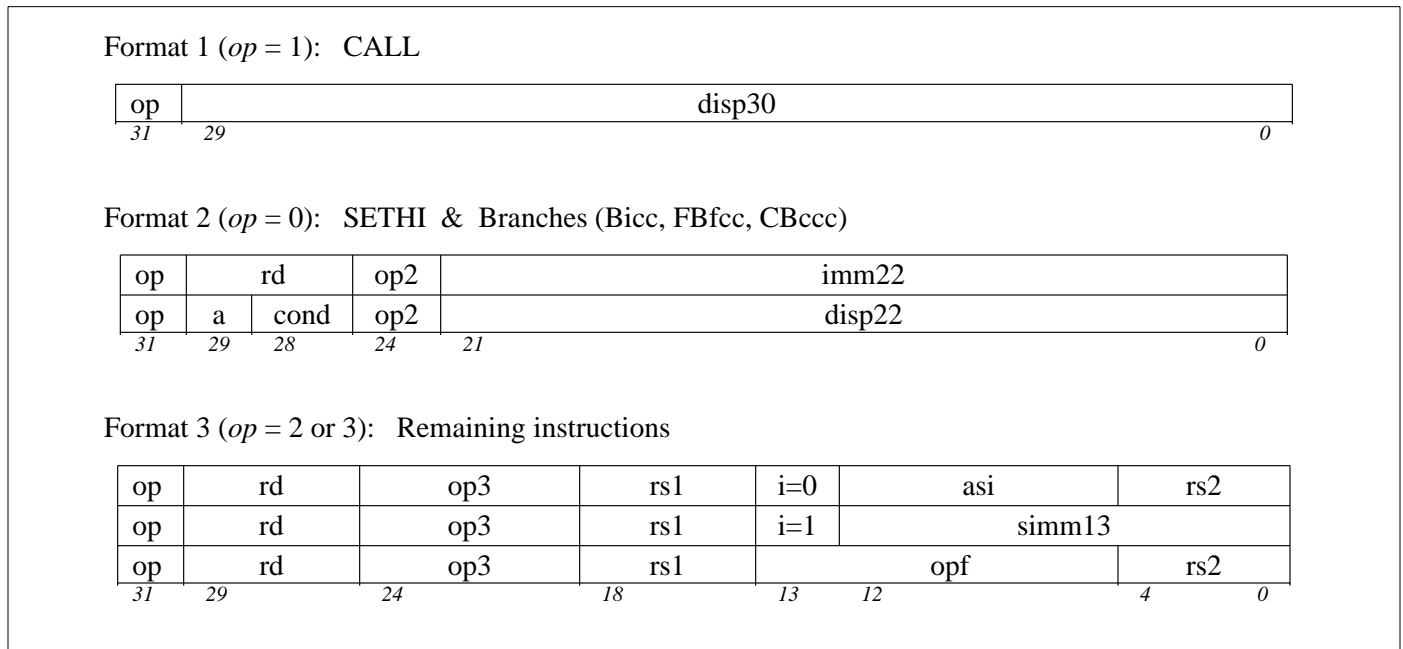 Format 1 (op = 1): CALL
op disp30
31 29 0
Format 2 (op = 0): SETHI & Branches (Bicc, FBfcc, CBccc)
op rd op2 imm22
op a cond op2 disp22
31 29 28 24 21 0
Format 3 (op = 2 or 3): Remaining instructions
op rd op3 rs1 i=0 asi rs2
op rd op3 rs1 i=1 simm13
op rd op3 rs1 opf rs2
31 29 24 18 13 12 4 0